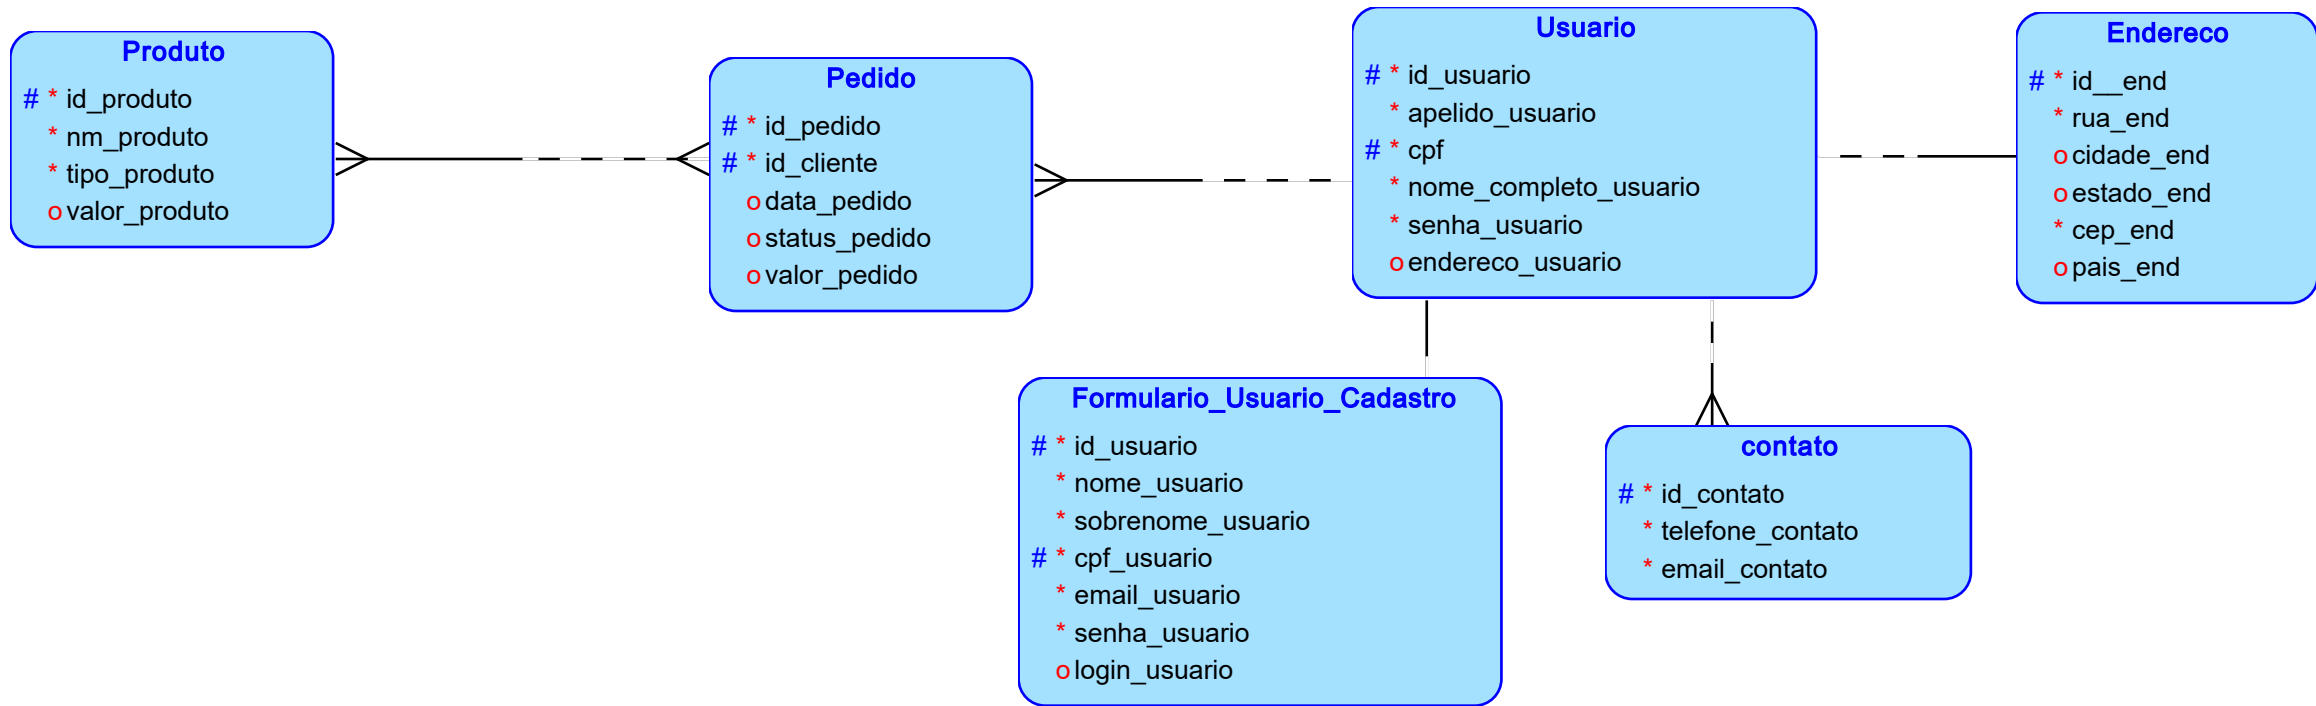 Produto
# * id_produto
* nm_produto
* tipo_produto
o valor_produto
Pedido
# * id_pedido
# * id_cliente
o data_pedido
o status_pedido
o valor_pedido
Usuario
# * id_usuario
* apelido_usuario
# * cpf
* nome_completo_usuario
* senha_usuario
o endereco_usuario
Endereco
# * id__end
* rua_end
o cidade_end
o estado_end
* cep_end
o pais_end
Formulario_Usuario_Cadastro
# * id_usuario
* nome_usuario
* sobrenome_usuario
# * cpf_usuario
* email_usuario
* senha_usuario
o login_usuario
contato
# * id_contato
* telefone_contato
* email_contato